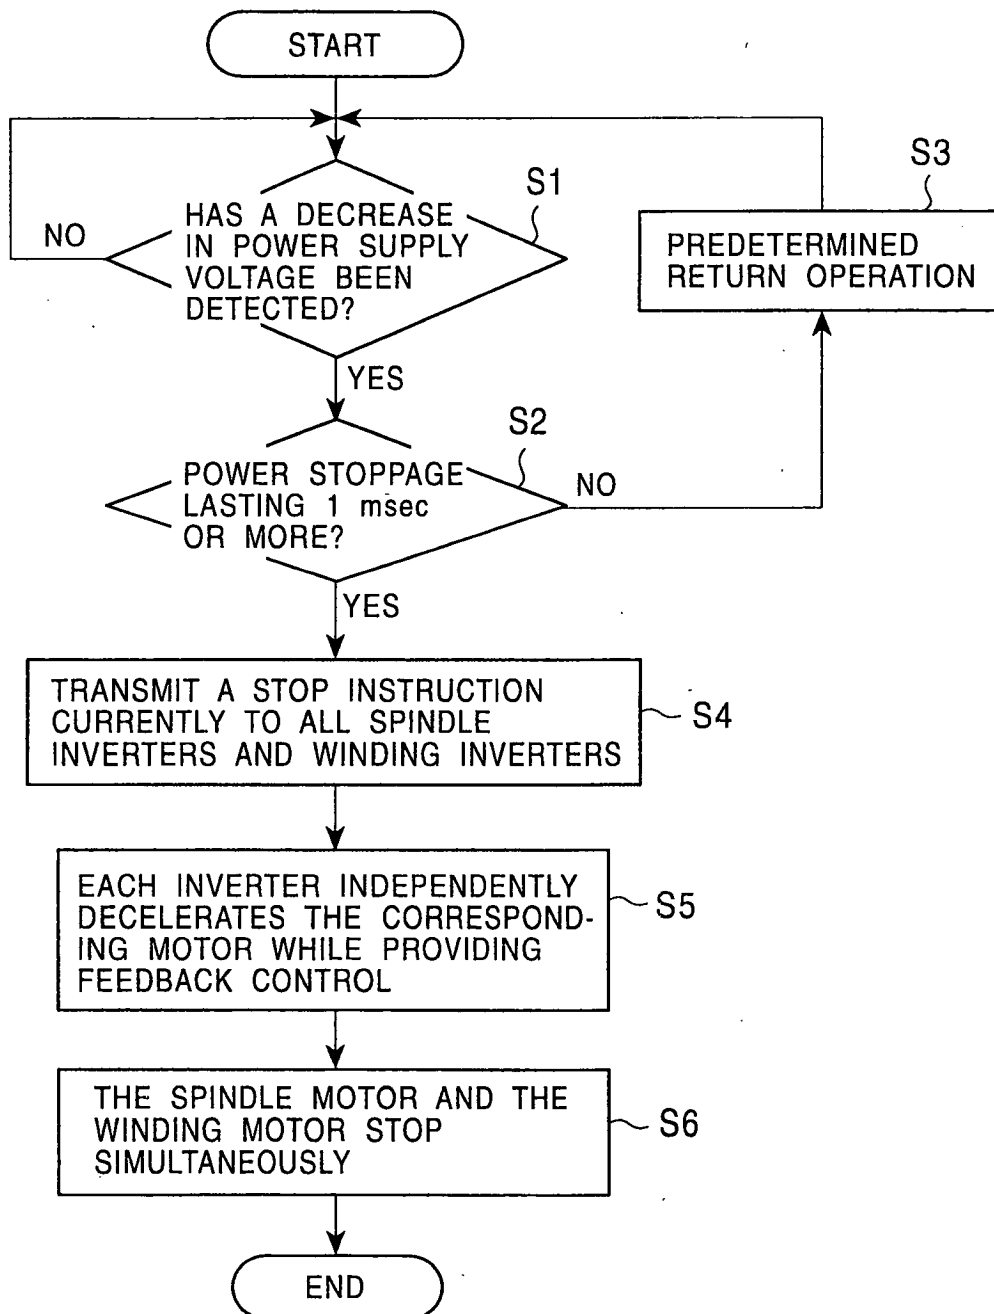 START
S1
HAS A DECREASE
IN POWER SUPPLY
VOLTAGE BEEN
DETECTED?
NO
YES
S3
PREDETERMINED
RETURN OPERATION
S2
POWER STOPPAGE
LASTING 1 msec
OR MORE?
NO
YES
TRANSMIT A STOP INSTRUCTION
CURRENTLY TO ALL SPINDLE
INVERTERS AND WINDING INVERTERS
S4
EACH INVERTER INDEPENDENTLY
DECELERATES THE CORRESPOND-
ING MOTOR WHILE PROVIDING
FEEDBACK CONTROL
S5
THE SPINDLE MOTOR AND THE
WINDING MOTOR STOP
SIMULTANEOUSLY
S6
END